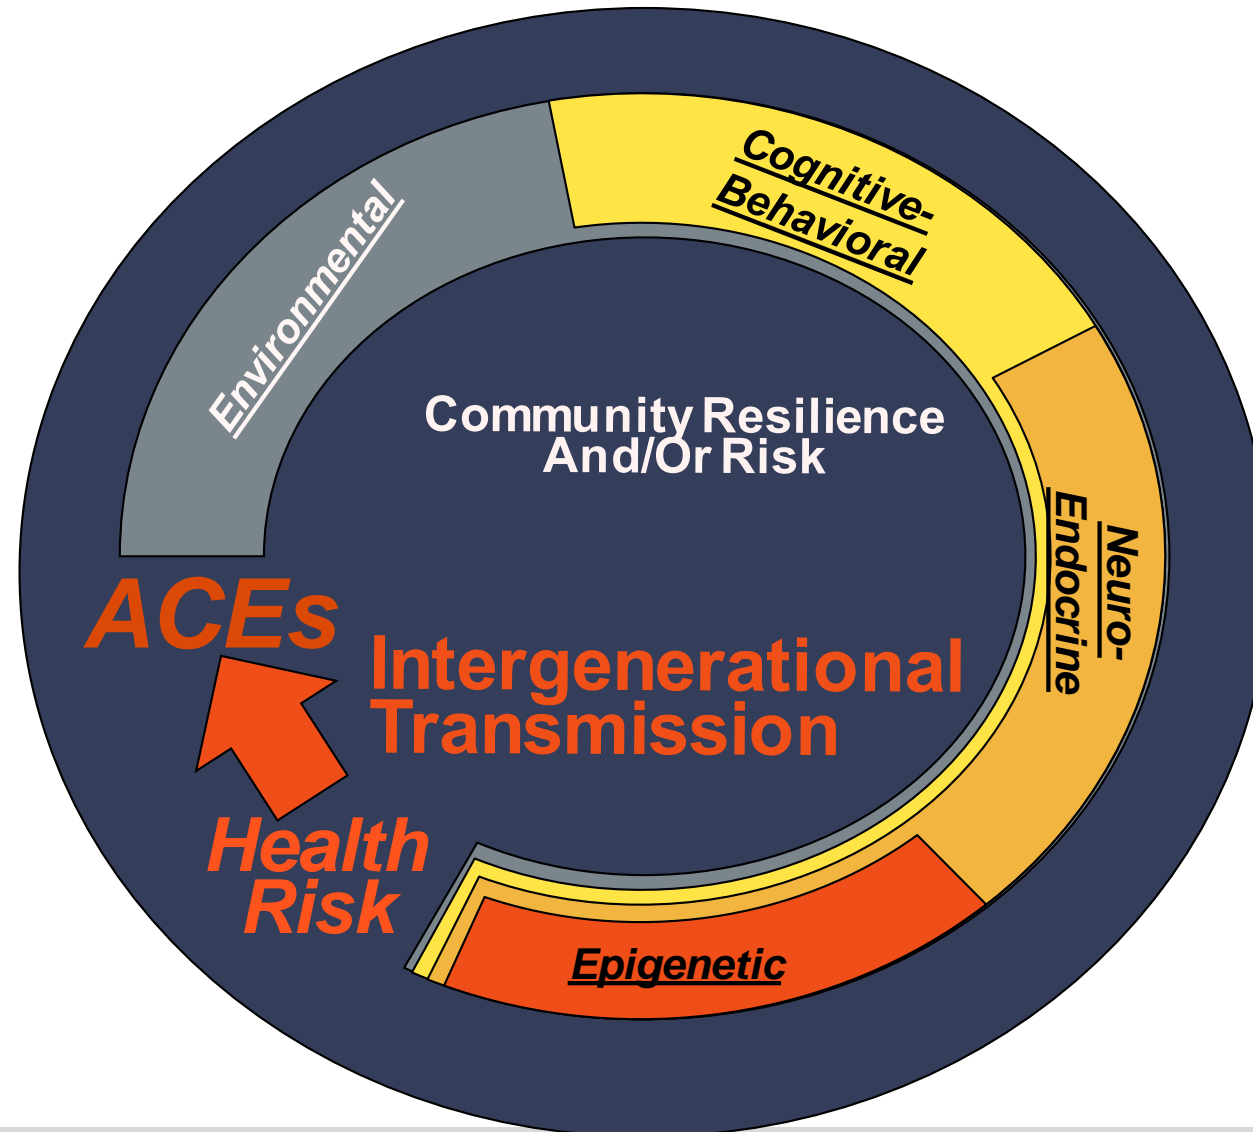 Environmental
Cognitive-
Behavioral
Community Resilience
And/Or Risk
Neuro-
Endocrine
ACEs
Intergenerational
Transmission
Health
Risk
Epigenetic